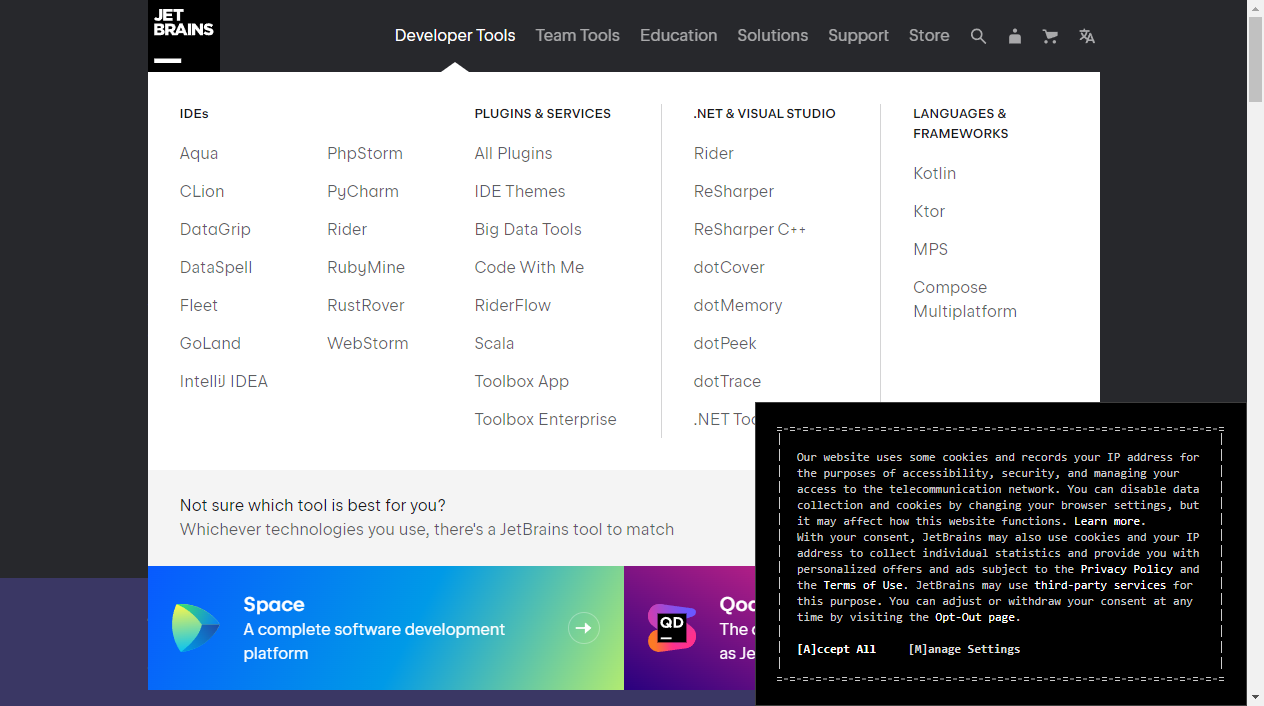 JET
BRAINS
Developer Tools
Team Tools
Education
Solutions
Support
Store
IDEs
Aqua
CLion
DataGrip
DataSpell
Fleet
GoLand
IntelliJ IDEA
PhpStorm
PyCharm
Rider
RubyMine
RustRover
WebStorm
PLUGINS & SERVICES
All Plugins
IDE Themes
Big Data Tools
Code With Me
RiderFlow
Scala
Toolbox App
Toolbox Enterprise
.NET & VISUAL STUDIO
Rider
ReSharper
ReSharper C++
dotCover
dotMemory
dotPeek
dotTrace
.NET
LANGUAGES &
FRAMEWORKS
Kotlin
Ktor
MPS
Compose
Multiplatform
Not sure which tool is best for you?
Whichever technologies you use, there's a JetBrains tool to match
Space
A complete software development
platform
QD
The
as
Our website uses some cookies and records your IP address for
the purposes of accessibility, security, and managing your
access to the telecommunication network. You can disable data
collection and cookies by changing your browser settings, but
it may affect how this website functions. Learn more.
With your consent, JetBrains may also use cookies and your IP
address to collect individual statistics and provide you with
personalized offers and ads subject to the Privacy Policy and
the Terms of Use. JetBrains may use third-party services for
this purpose. You can adjust or withdraw your consent at any
time by visiting the Opt-Out page.
[A]ccept All
[M]anage Settings